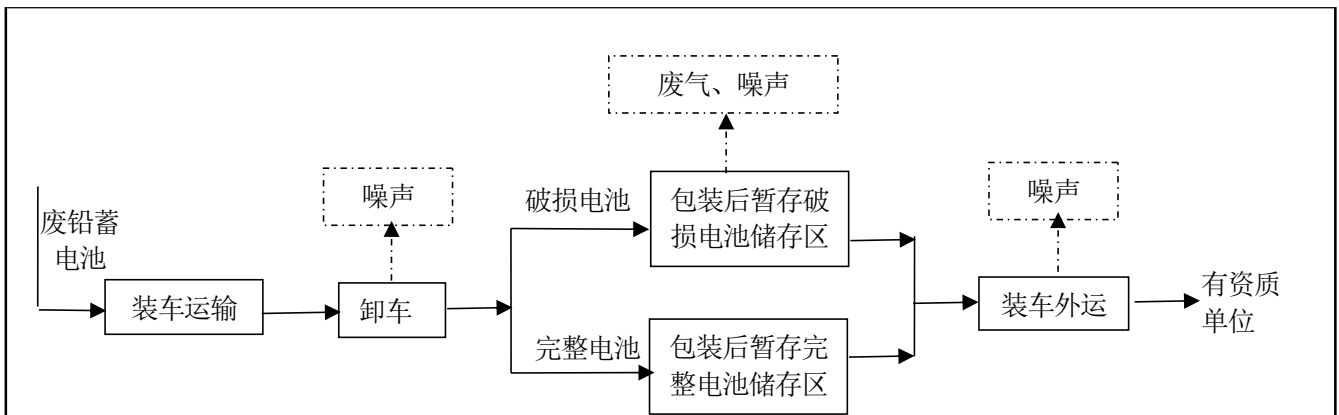 废气、噪声
噪声
噪声
破损电池
包装后暂存破
损电池储存区
废铅蓄
电池
装车运输
卸车
装车外运
有资质
单位
完整电池
包装后暂存完
整电池储存区